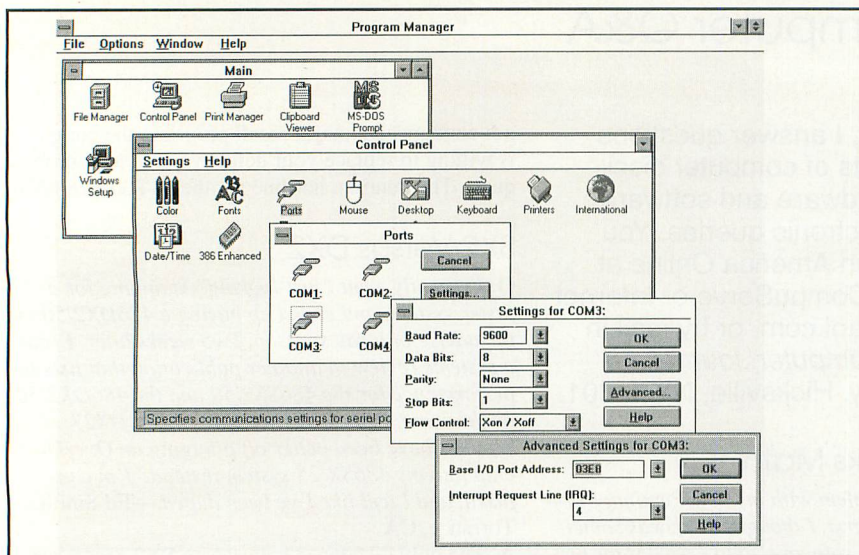 Program Manager
File Options Window Help
Main
File Manager Control Panel Print Manager Clipboard Viewer MS-DOS Prompt
Windows Setup
Control Panel
Settings Help
Color Fonts Ports Mouse Desktop Keyboard Printers International
Date/Time 386 Enhanced
Ports
COM1: COM2:
COM3: COM4
Cancel
Settings...
Specifies communications settings for serial po
Settings for COM3:
Baud Rate: 9600
Data Bits: 8
Parity: None
Stop Bits: 1
Flow Control: Xon / Xoff
OK
Cancel
Advanced...
Help
Advanced Settings for COM3:
Base I/O Port Address: 03E8
Interrupt Request Line (IRQ):
4
OK
Cancel
Help